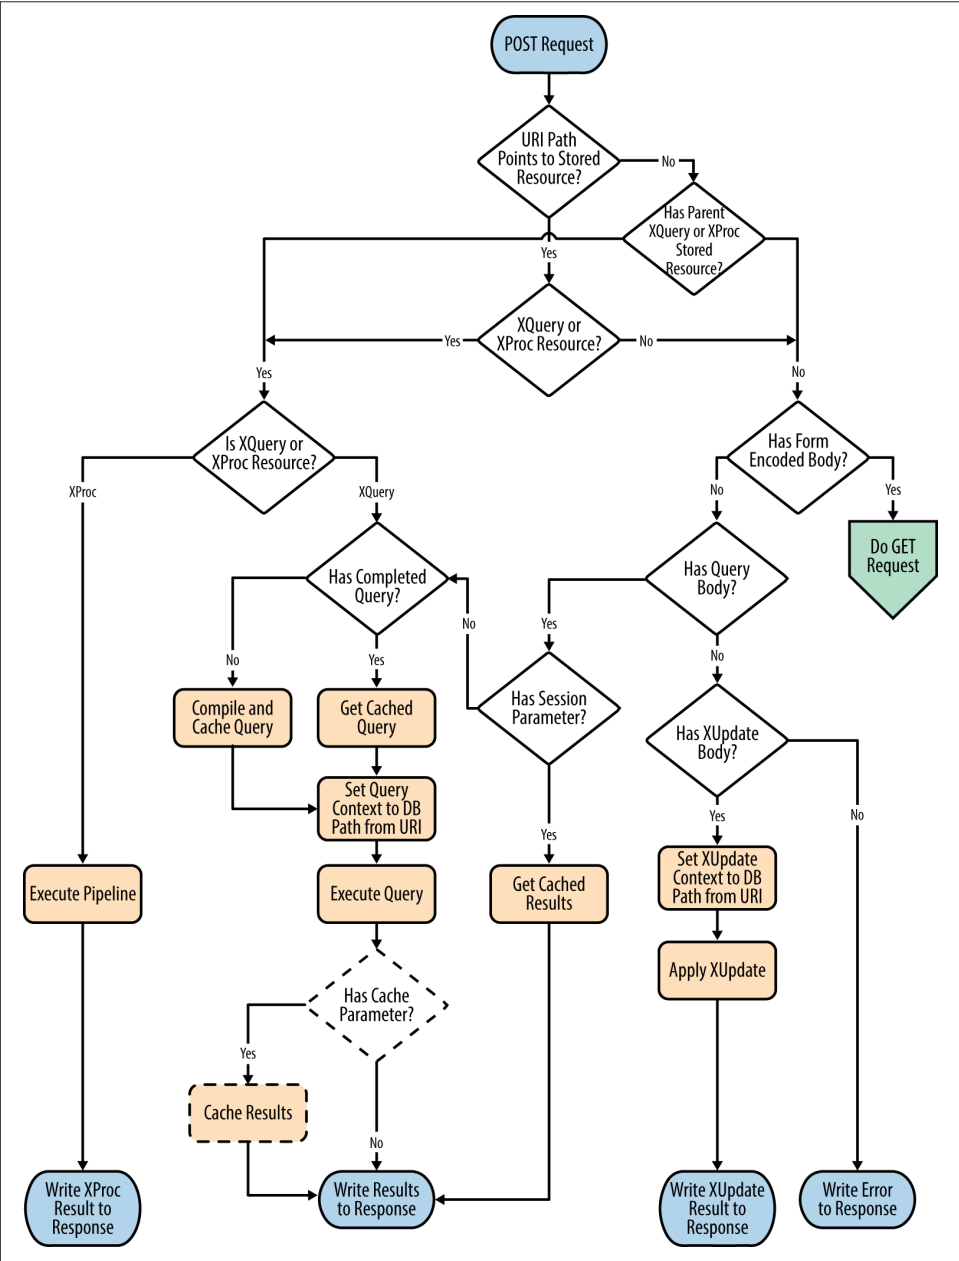 POST Request
URI Path
Points to Stored
Resource?
No
Has Parent
XQuery or XProc
Stored
Resource?
Yes
XQuery or
XProc Resource?
Yes
No
Yes
No
Is XQuery or
XProc Resource?
Has Form
Encoded Body?
XProc
XQuery
No
Yes
Do GET
Request
Has Completed
Query?
Has Query
Body?
No
Yes
No
Yes
No
Compile and
Cache Query
Get Cached
Query
Has Session
Parameter?
Has XUpdate
Body?
Set Query
Context to DB
Path from URI
Yes
Yes
No
Execute Pipeline
Execute Query
Get Cached
Results
Set XUpdate
Context to DB
Path from URI
Apply XUpdate
Has Cache
Parameter?
Yes
Cache Results
No
Write XProc
Result to
Response
Write Results
to Response
Write XUpdate
Result to
Response
Write Error
to Response